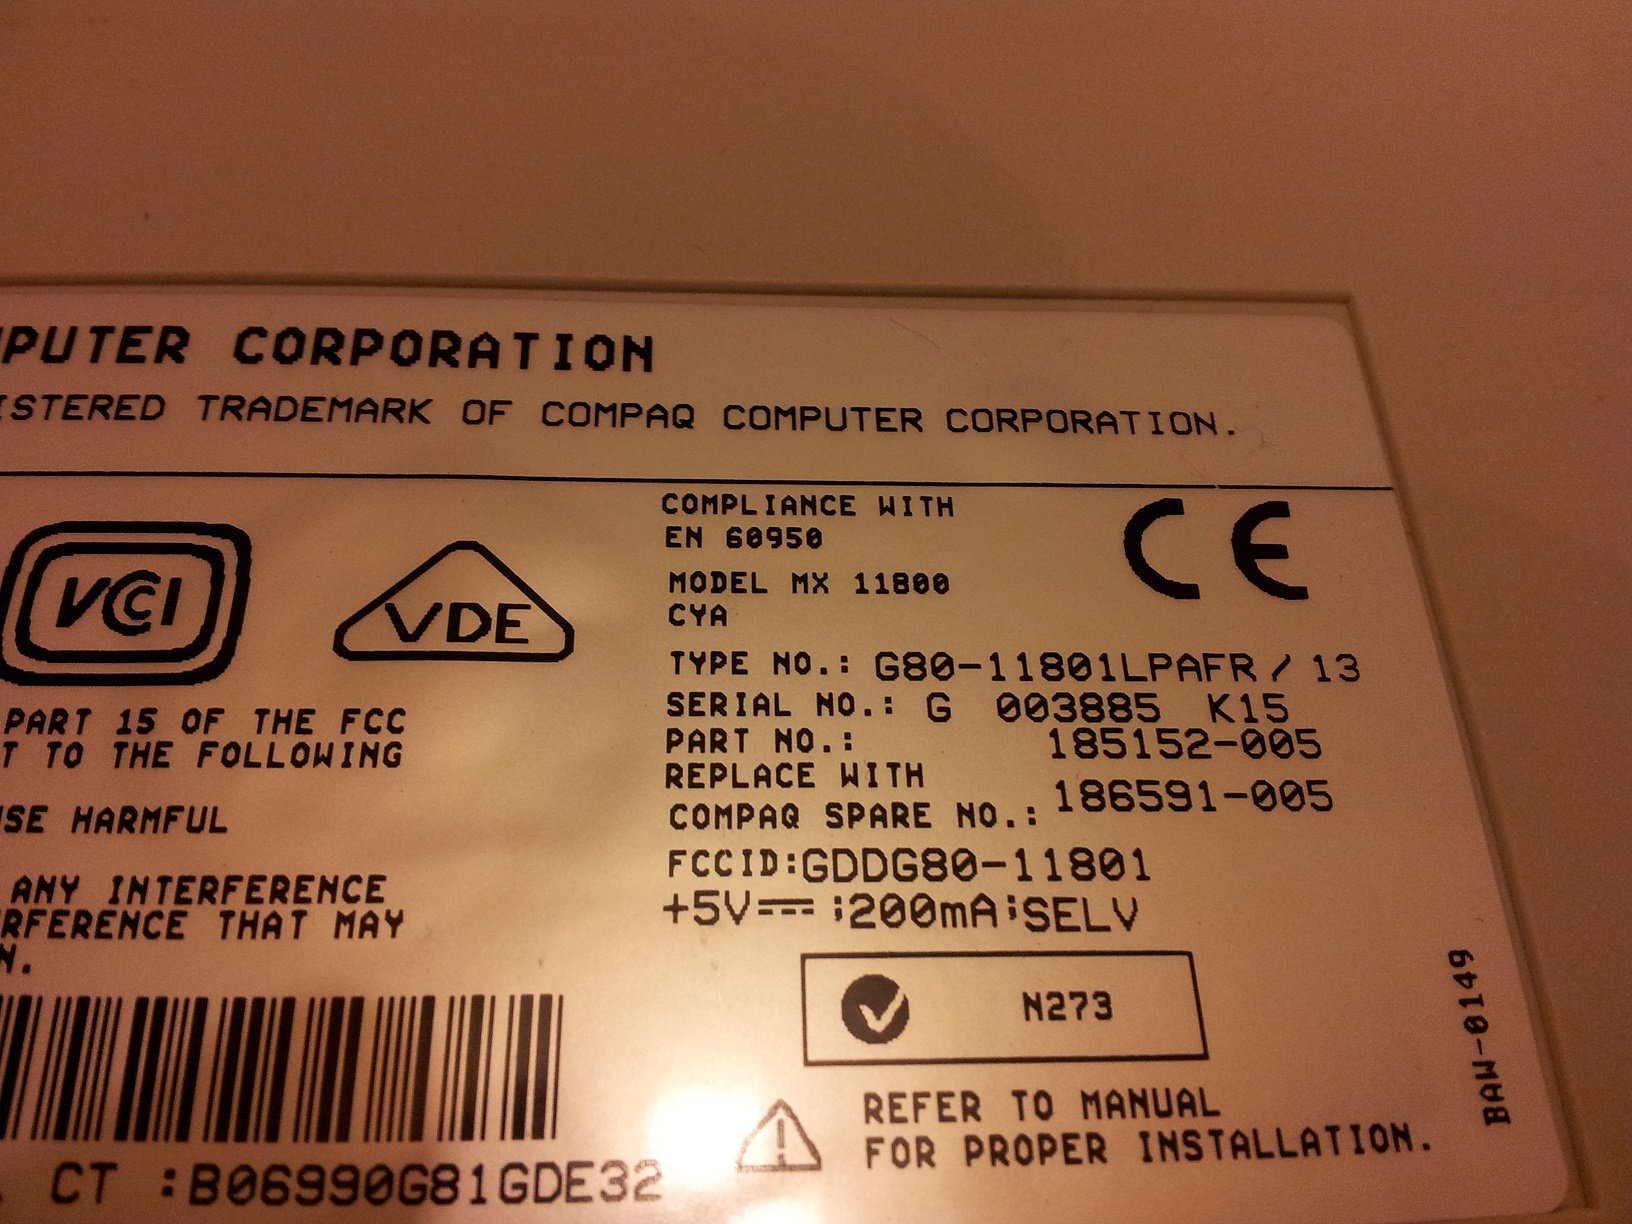 PUTER CORPORATION
ISTERED TRADEMARK OF COMPAQ COMPUTER CORPORATION.
VCCI
VDE
COMPLIANCE WITH
EN 60950
MODEL MX 11800
CYA
CE
TYPE NO.: G80-11801LPAFR / 13
SERIAL NO.: G 003885 K15
PART NO.: 185152-005
REPLACE WITH
COMPAQ SPARE NO.: 186591-005
FCCID:GDDG80-11801
+5V⎓ ;200mA;SELV
PART 15 OF THE FCC
T TO THE FOLLOWING
SE HARMFUL
ANY INTERFERENCE
RFERENCE THAT MAY
N.
N273
REFER TO MANUAL
FOR PROPER INSTALLATION.
BAW-0149
CT :B06990G81GDE32